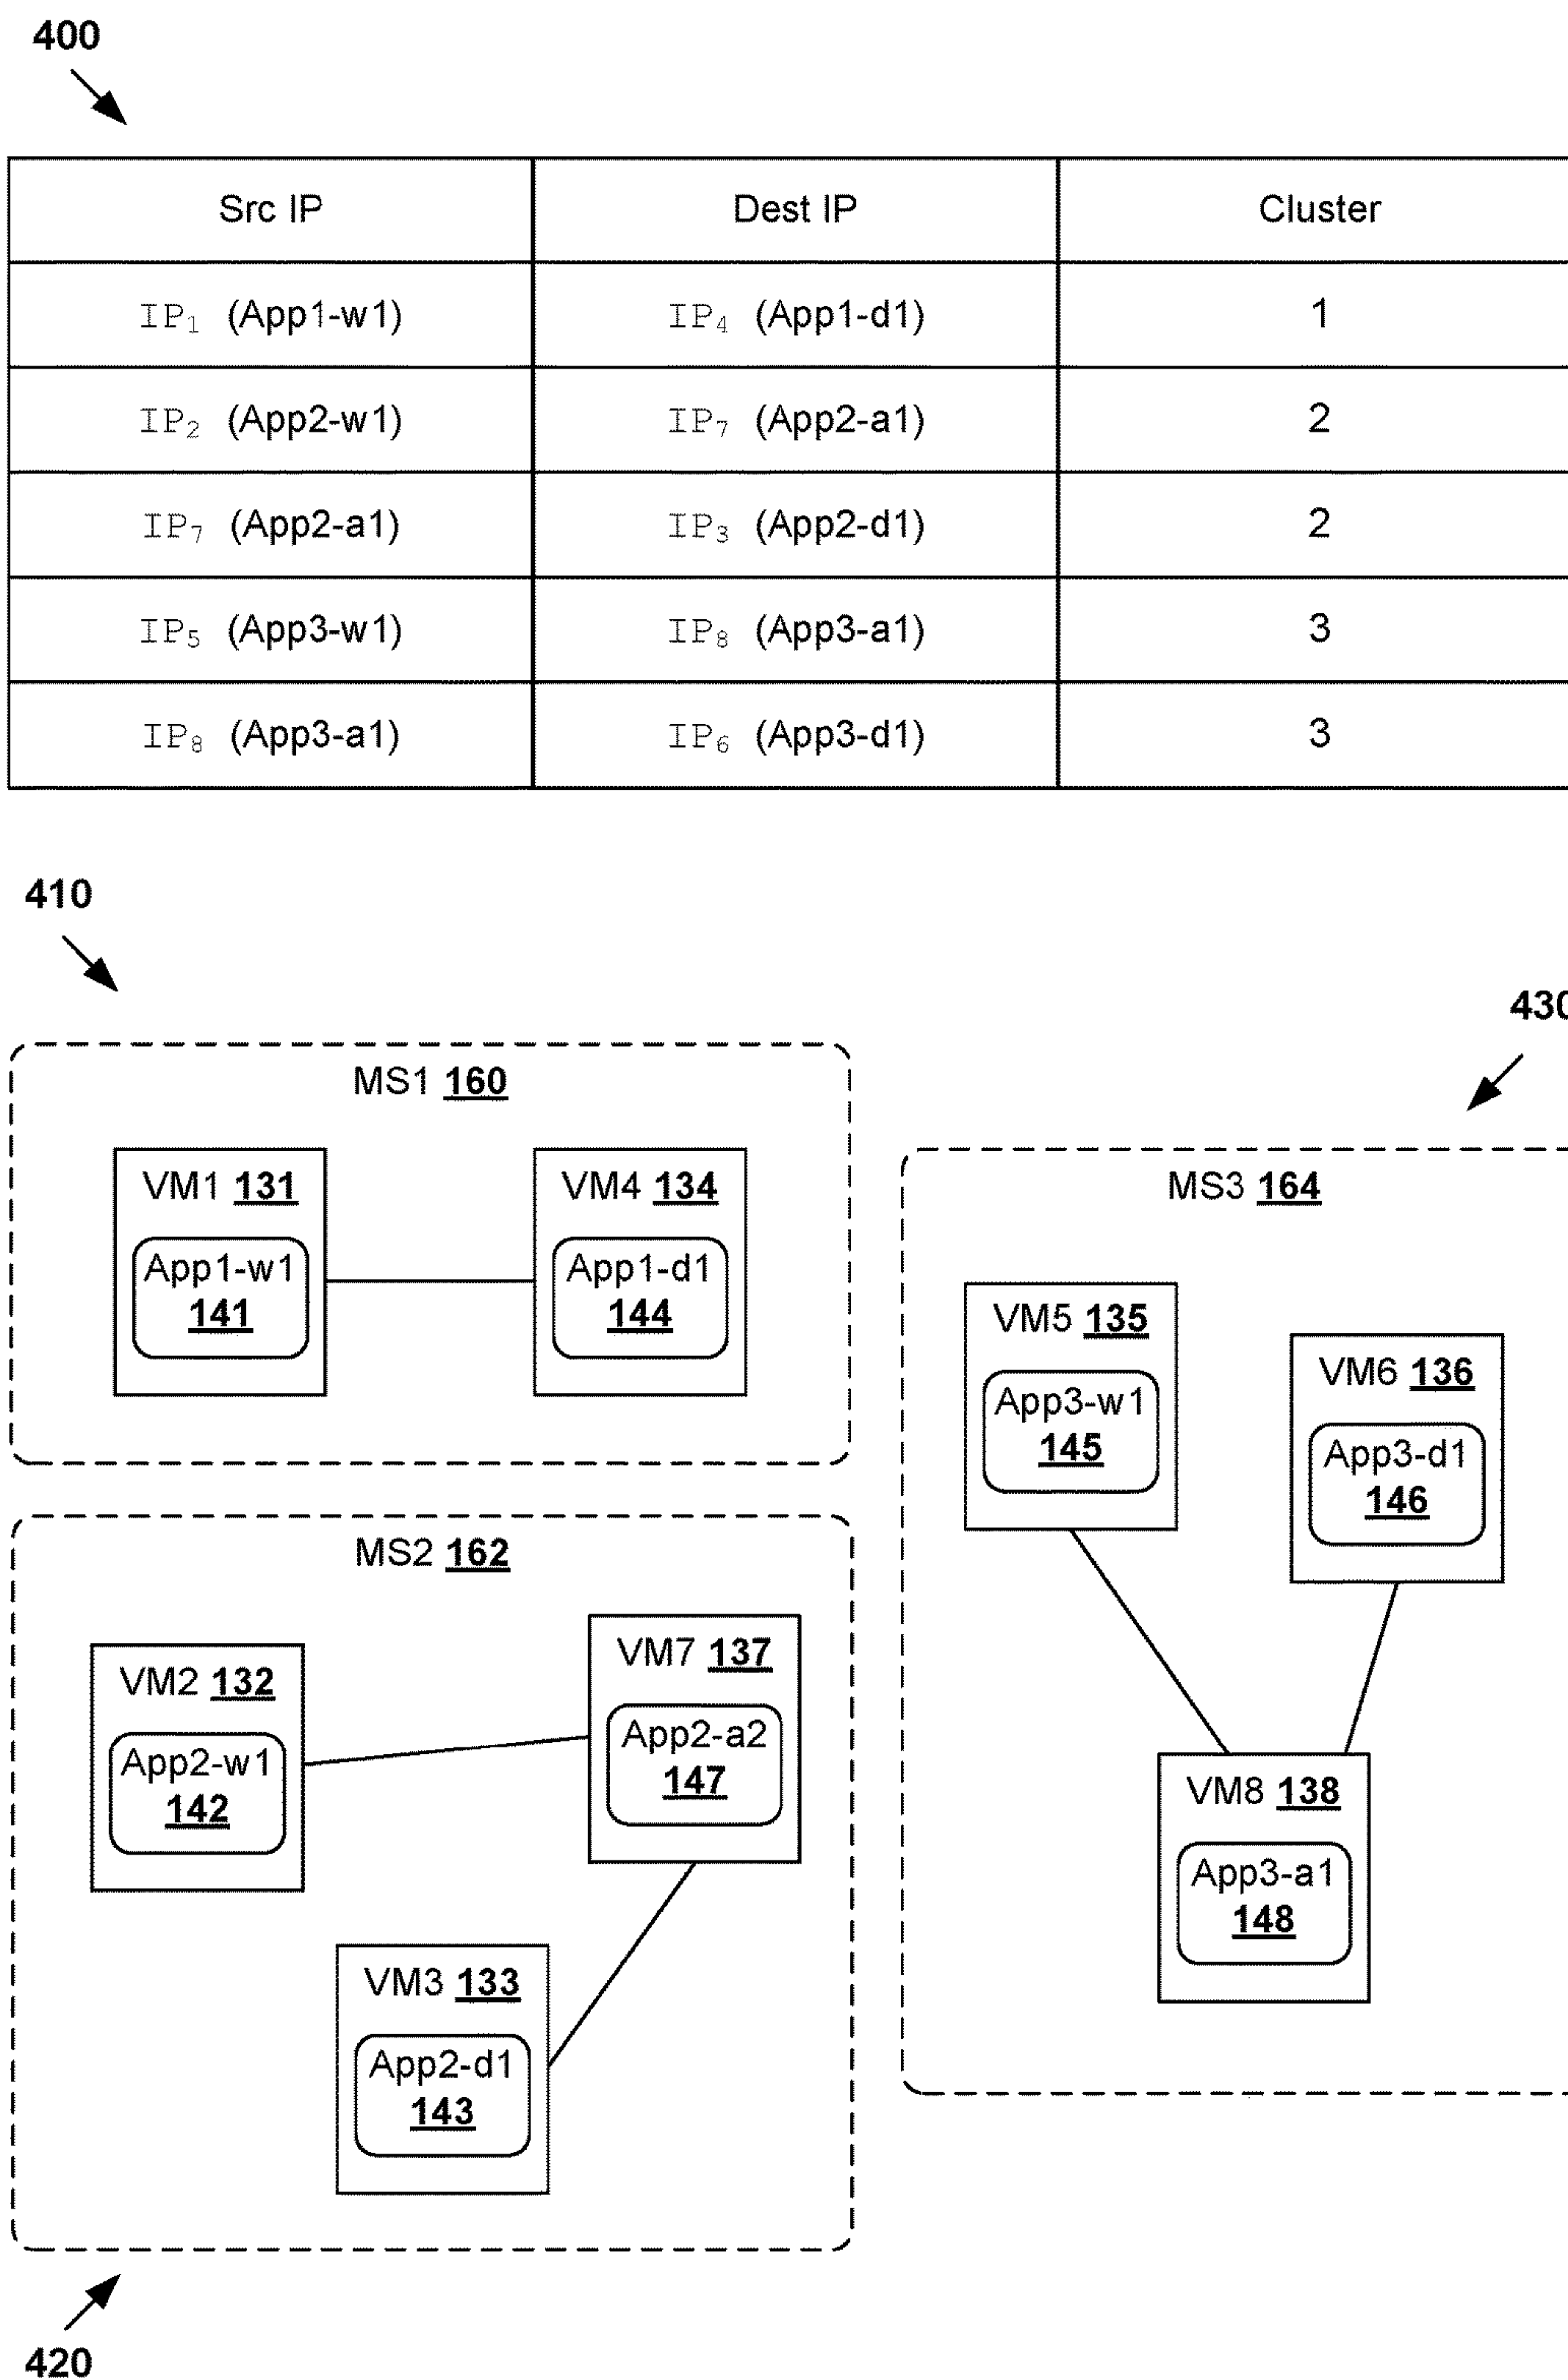 400
Src IP Dest IP Cluster
IP₁ (App1-w1) IP₄ (App1-d1) 1
IP₂ (App2-w1) IP₇ (App2-a1) 2
IP₇ (App2-a1) IP₃ (App2-d1) 2
IP₅ (App3-w1) IP₈ (App3-a1) 3
IP₈ (App3-a1) IP₆ (App3-d1) 3
410
430
MS1 160
VM1 131
App1-w1
141
VM4 134
App1-d1
144
MS2 162
VM2 132
App2-w1
142
VM7 137
App2-a2
147
VM3 133
App2-d1
143
MS3 164
VM5 135
App3-w1
145
VM6 136
App3-d1
146
VM8 138
App3-a1
148
420